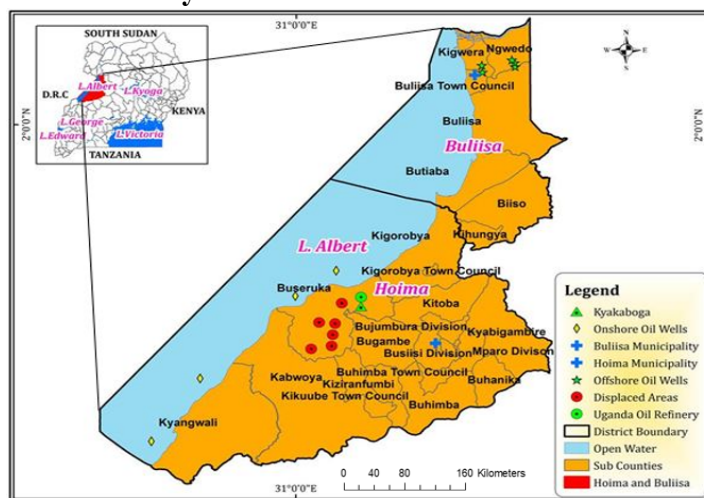 31°0'0"E
SOUTH SUDAN
D.R.C
L.Albert
L.Kyoga
KENYA
L.George
L.Edward
L.Victoria
TANZANIA
2°0'0"N
2°0'0"N
N
W
E
S
Kigwera
Ngwedo
Buliisa Town Council
Buliisa
Buliisa
Butiaba
Biiso
Kihungya
Kigorobya
L. Albert
Kigorobya Town Council
Buseruka
Hoima
Kitoba
Bujumbura Division
Kyabigambire
Bugambe
Busiisi Division
Mparo Divison
Buhimba Town Council
Kabwoya
Buhanika
Kiziranfumbi
Kikuube Town Council
Buhimba
Kyangwali
Legend
Kyakaboga
Onshore Oil Wells
Buliisa Municipality
Hoima Municipality
Offshore Oil Wells
Displaced Areas
Uganda Oil Refinery
District Boundary
Open Water
Sub Counties
Hoima and Buliisa
0 20 40 80 120 160 Kilometers
31°0'0"E